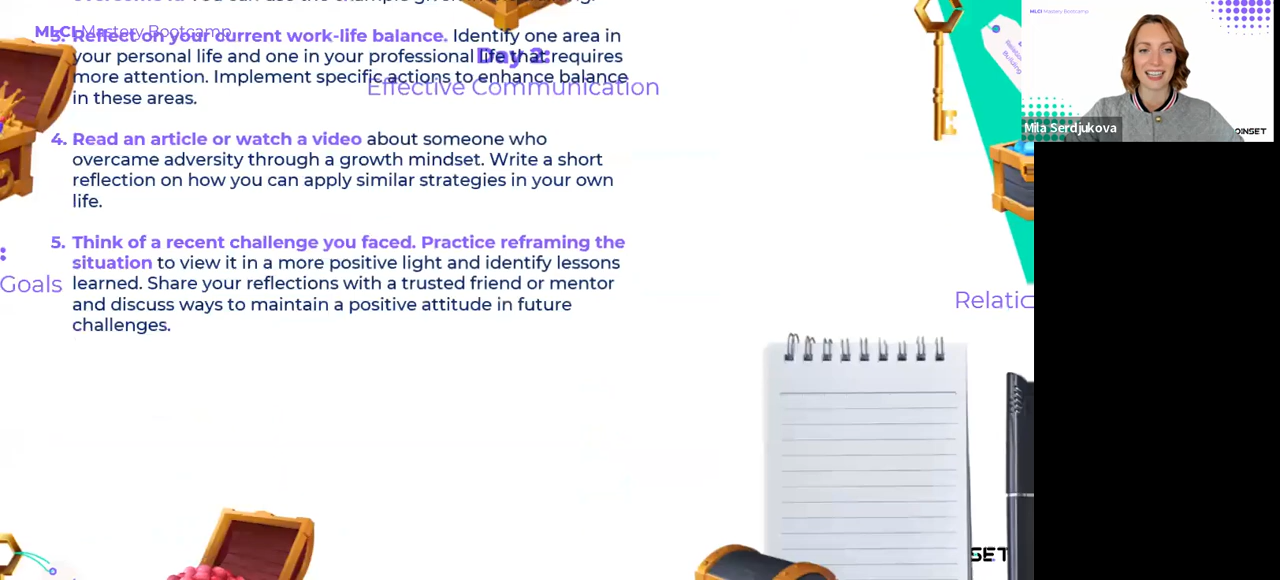 MLCI Mastery Bootcamp
3. Reflect on your current work-life balance. Identify one area in
your personal life and one in your professional life that requires
more attention. Implement specific actions to enhance balance
in these areas.
Day 2:
Effective Communication
4. Read an article or watch a video about someone who
overcame adversity through a growth mindset. Write a short
reflection on how you can apply similar strategies in your own
life.
:
Goals
5. Think of a recent challenge you faced. Practice reframing the
situation to view it in a more positive light and identify lessons
learned. Share your reflections with a trusted friend or mentor
and discuss ways to maintain a positive attitude in future
challenges.
Relatio
SET
MLCI Mastery Bootcamp
Building
Mila Serdjukova
OINSET